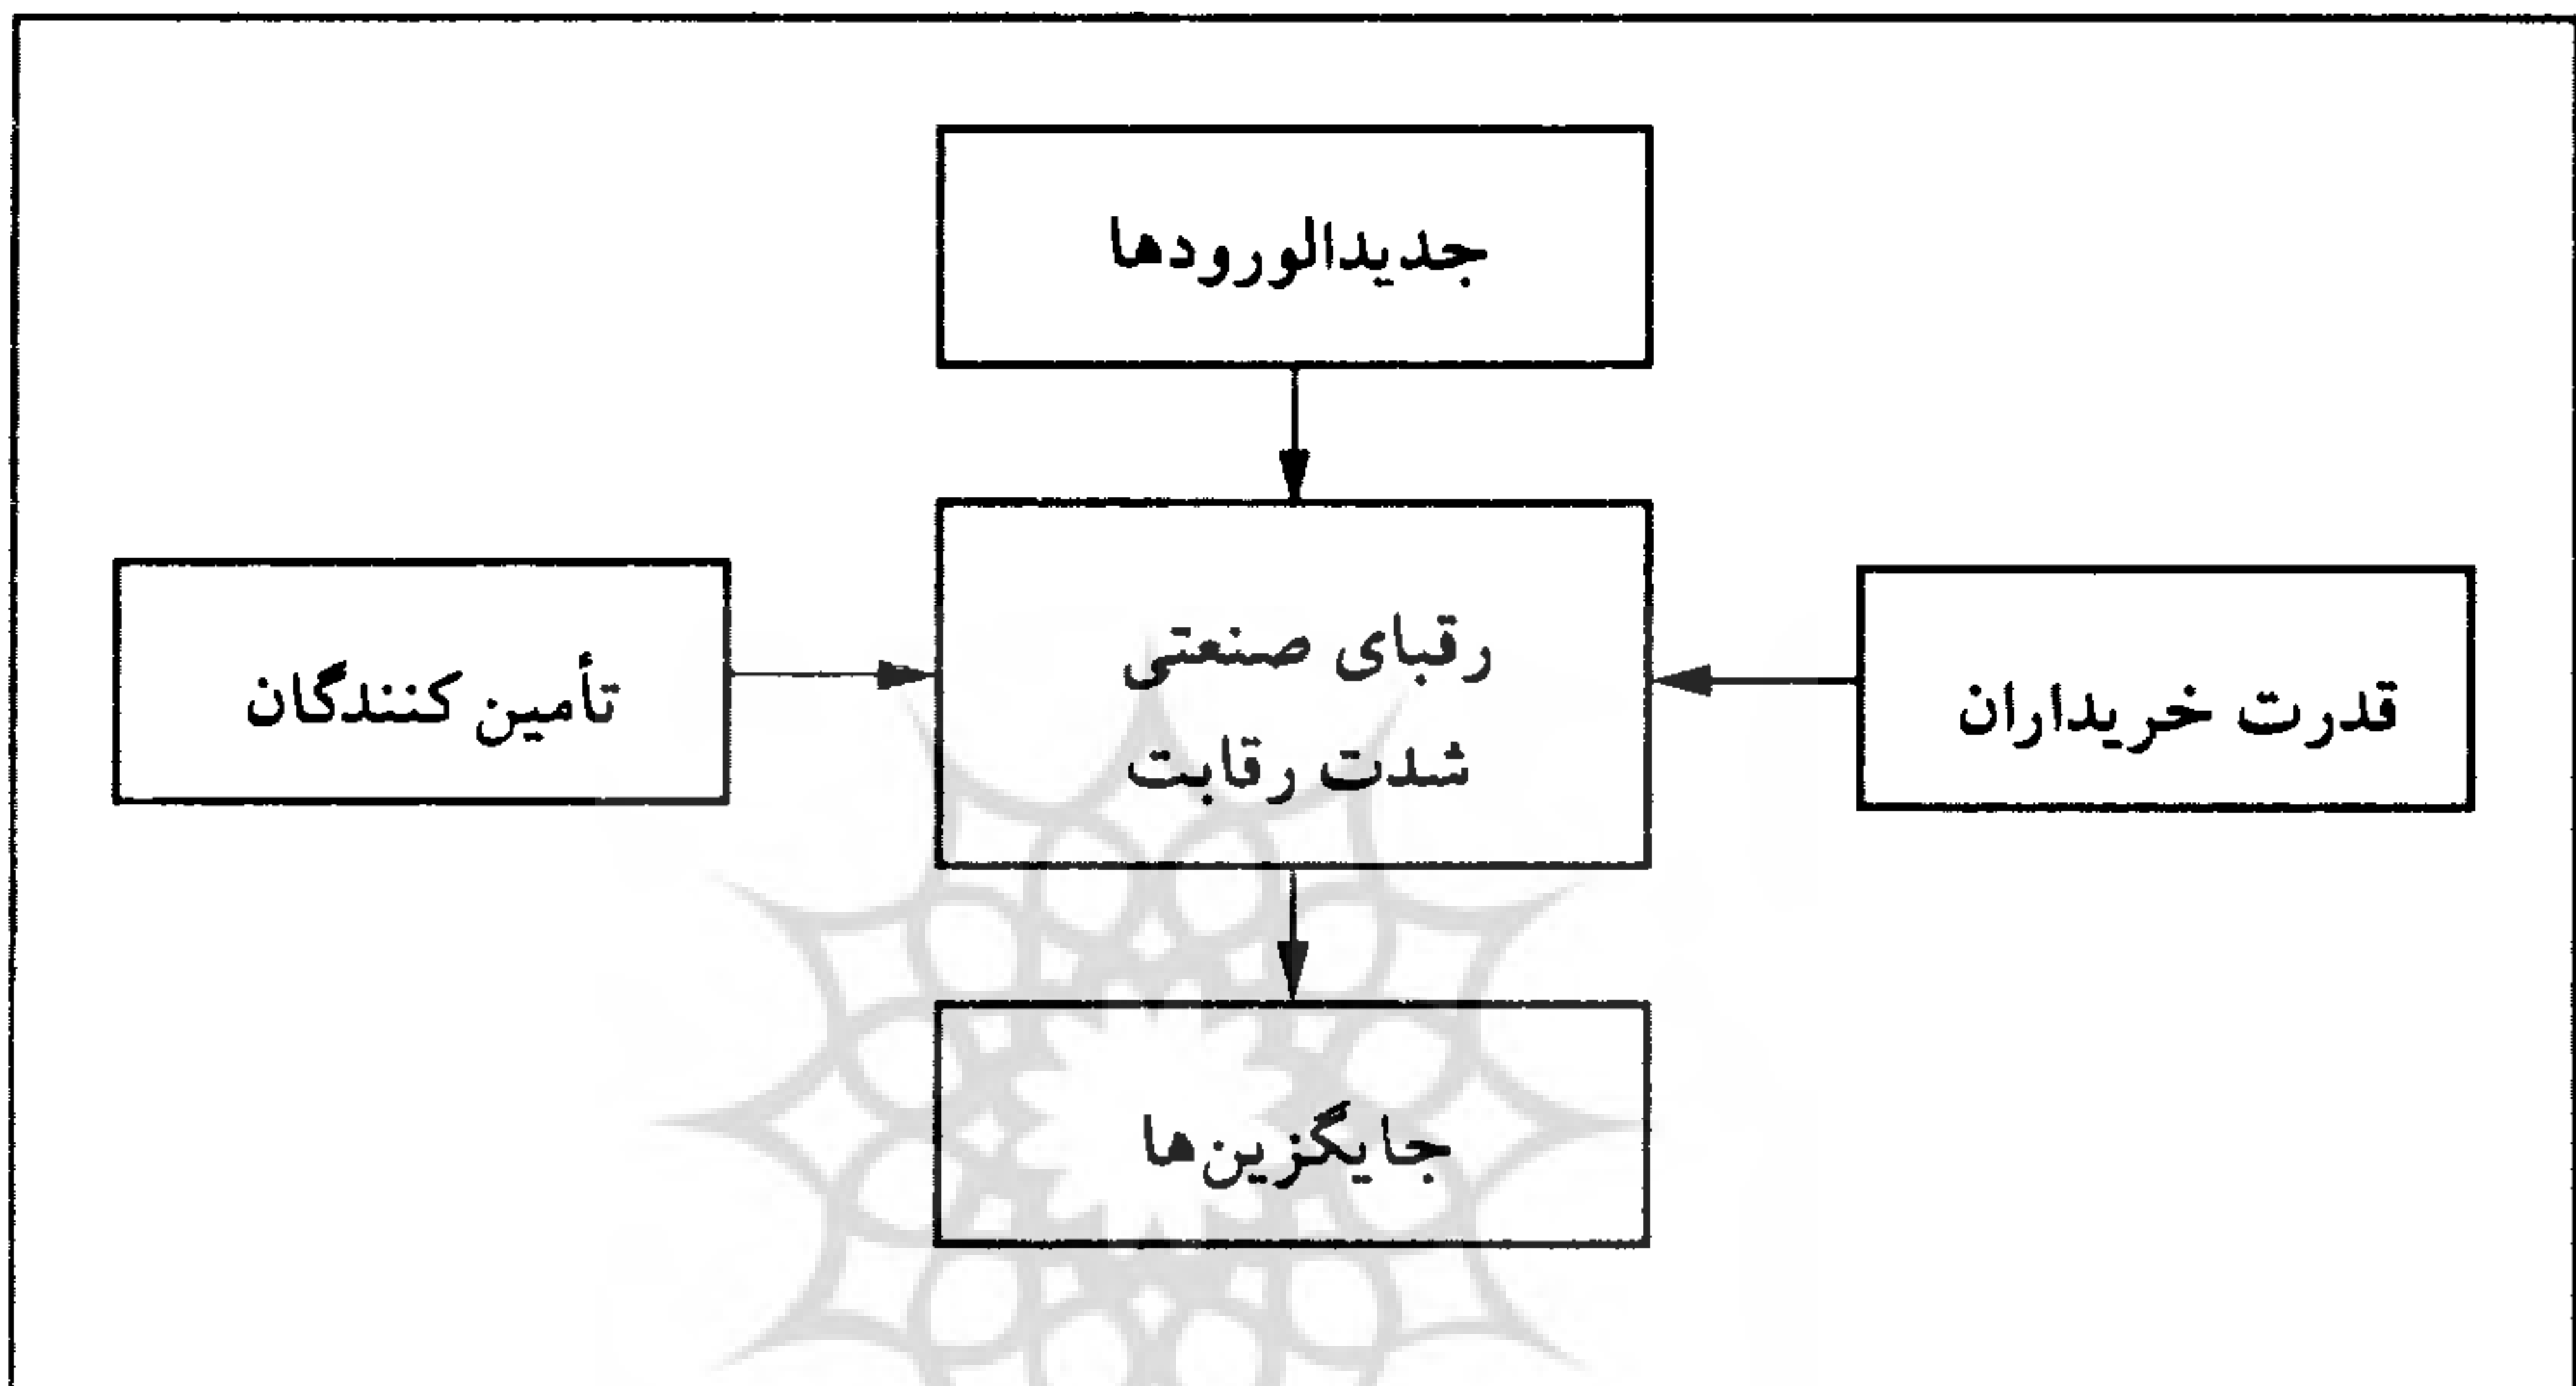 جدیدالورودها
رقبای صنعتی
شدت رقابت
قدرت خریداران
تأمین کنندگان
جایگزین‌ها